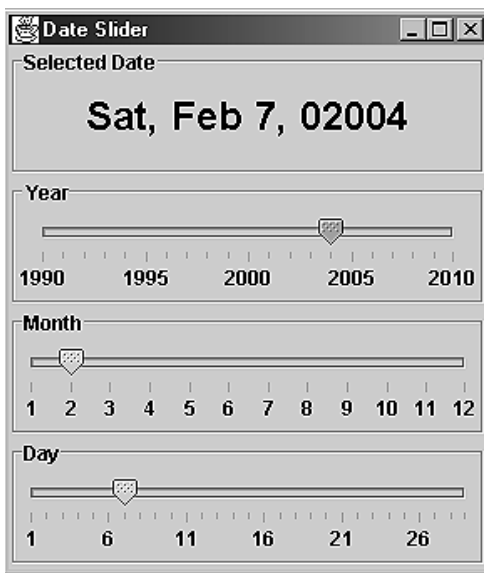 Date Slider
Selected Date
Sat, Feb 7, 02004
Year
1990 1995 2000 2005 2010
Month
1 2 3 4 5 6 7 8 9 10 11 12
Day
1 6 11 16 21 26